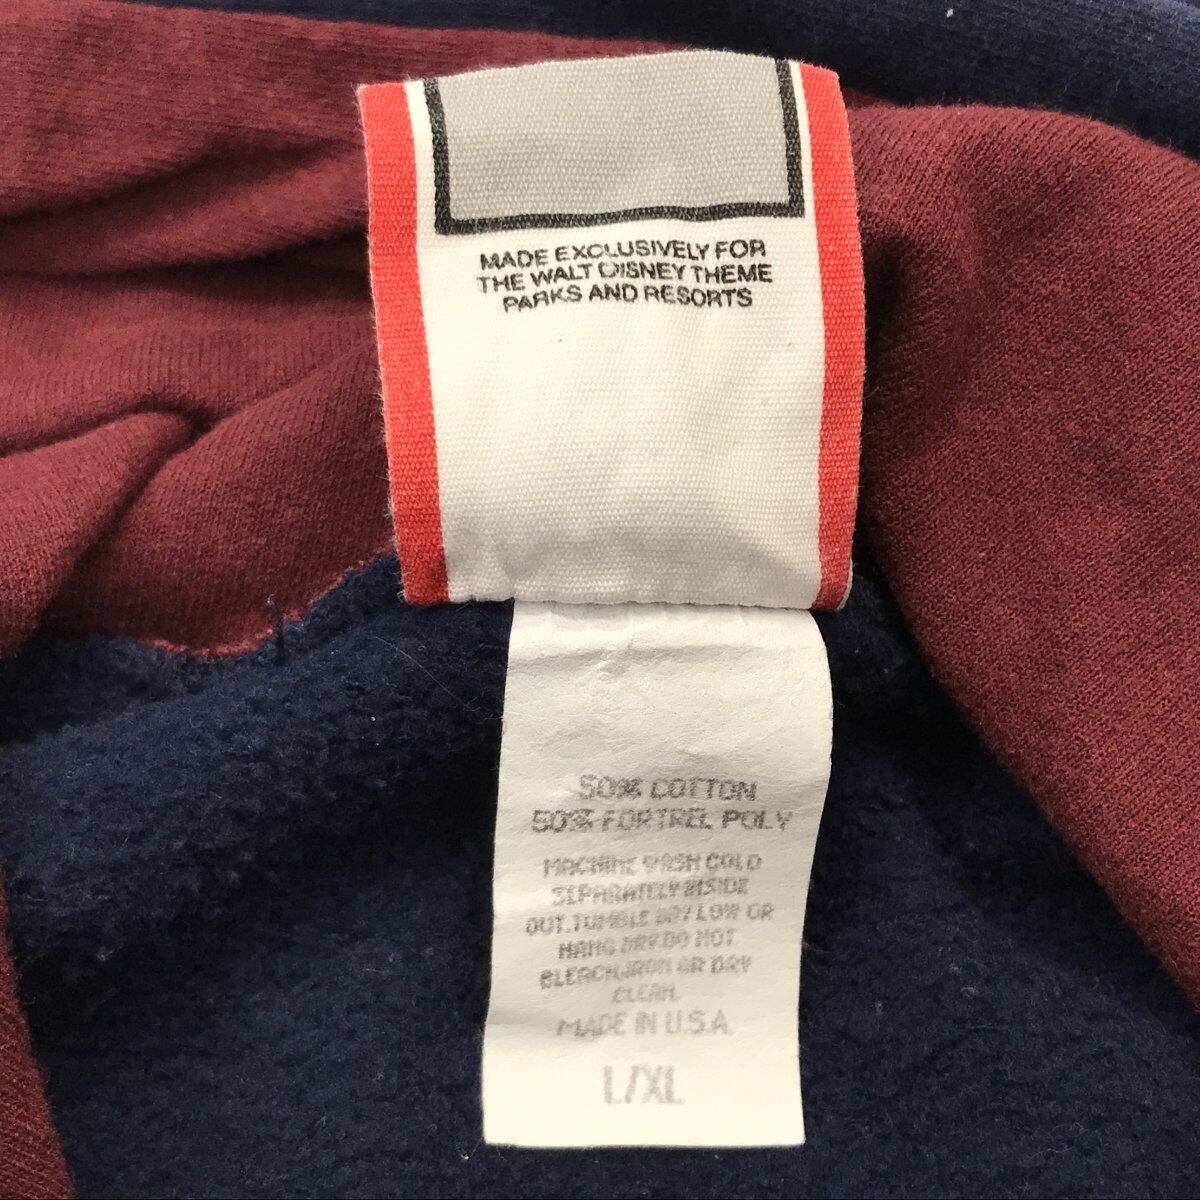 MADE EXCLUSIVELY FOR
THE WALT DISNEY THEME
PARKS AND RESORTS
50% COTTON
50% FORTREL POLY
MACHINE WASH COLD
SEPARATELY INSIDE
OUT. TUMBLE DRY LOW OR
HANG DRY. DO NOT
BLEACH, IRON OR DRY
CLEAN.
MADE IN U.S.A.
L/XL